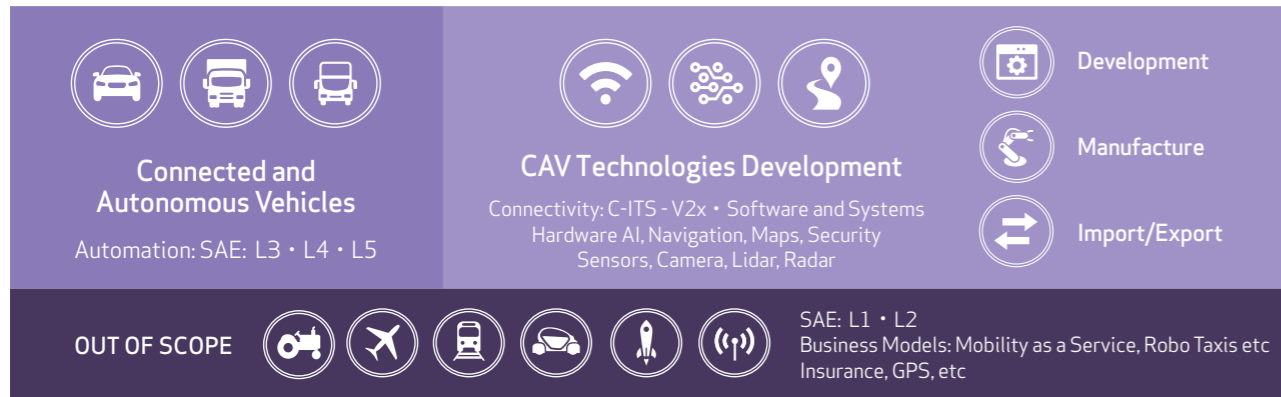 Connected and
Autonomous Vehicles
Automation: SAE: L3 • L4 • L5
CAV Technologies Development
Connectivity: C-ITS - V2x • Software and Systems
Hardware AI, Navigation, Maps, Security
Sensors, Camera, Lidar, Radar
Development
Manufacture
Import/Export
OUT OF SCOPE
SAE: L1 • L2
Business Models: Mobility as a Service, Robo Taxis etc
Insurance, GPS, etc